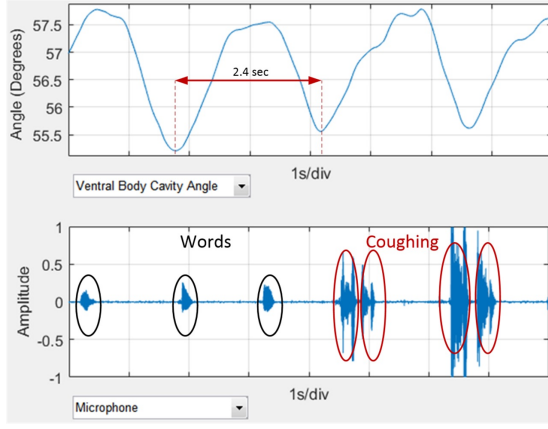 57.5
57
56.5
56
55.5
Angle (Degrees)
2.4 sec
1s/div
Ventral Body Cavity Angle
1
0.5
0
-0.5
-1
Amplitude
Words
Coughing
1s/div
Microphone